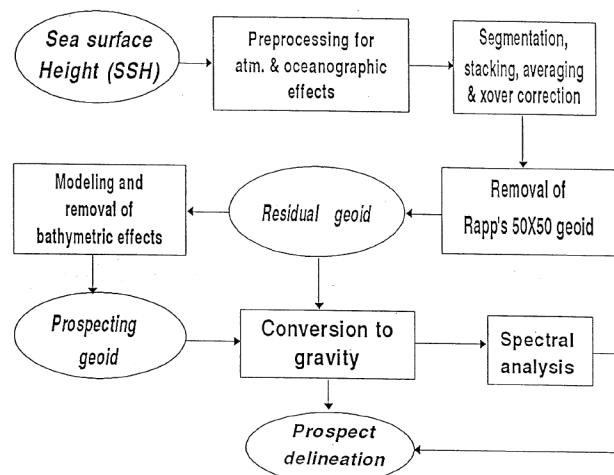 Sea surface
Height (SSH)
Preprocessing for
atm. & oceanographic
effects
Segmentation,
stacking, averaging
& xover correction
Removal of
Rapp's 50X50 geoid
Residual geoid
Modeling and
removal of
bathymetric effects
Prospecting
geoid
Conversion to
gravity
Spectral
analysis
Prospect
delineation